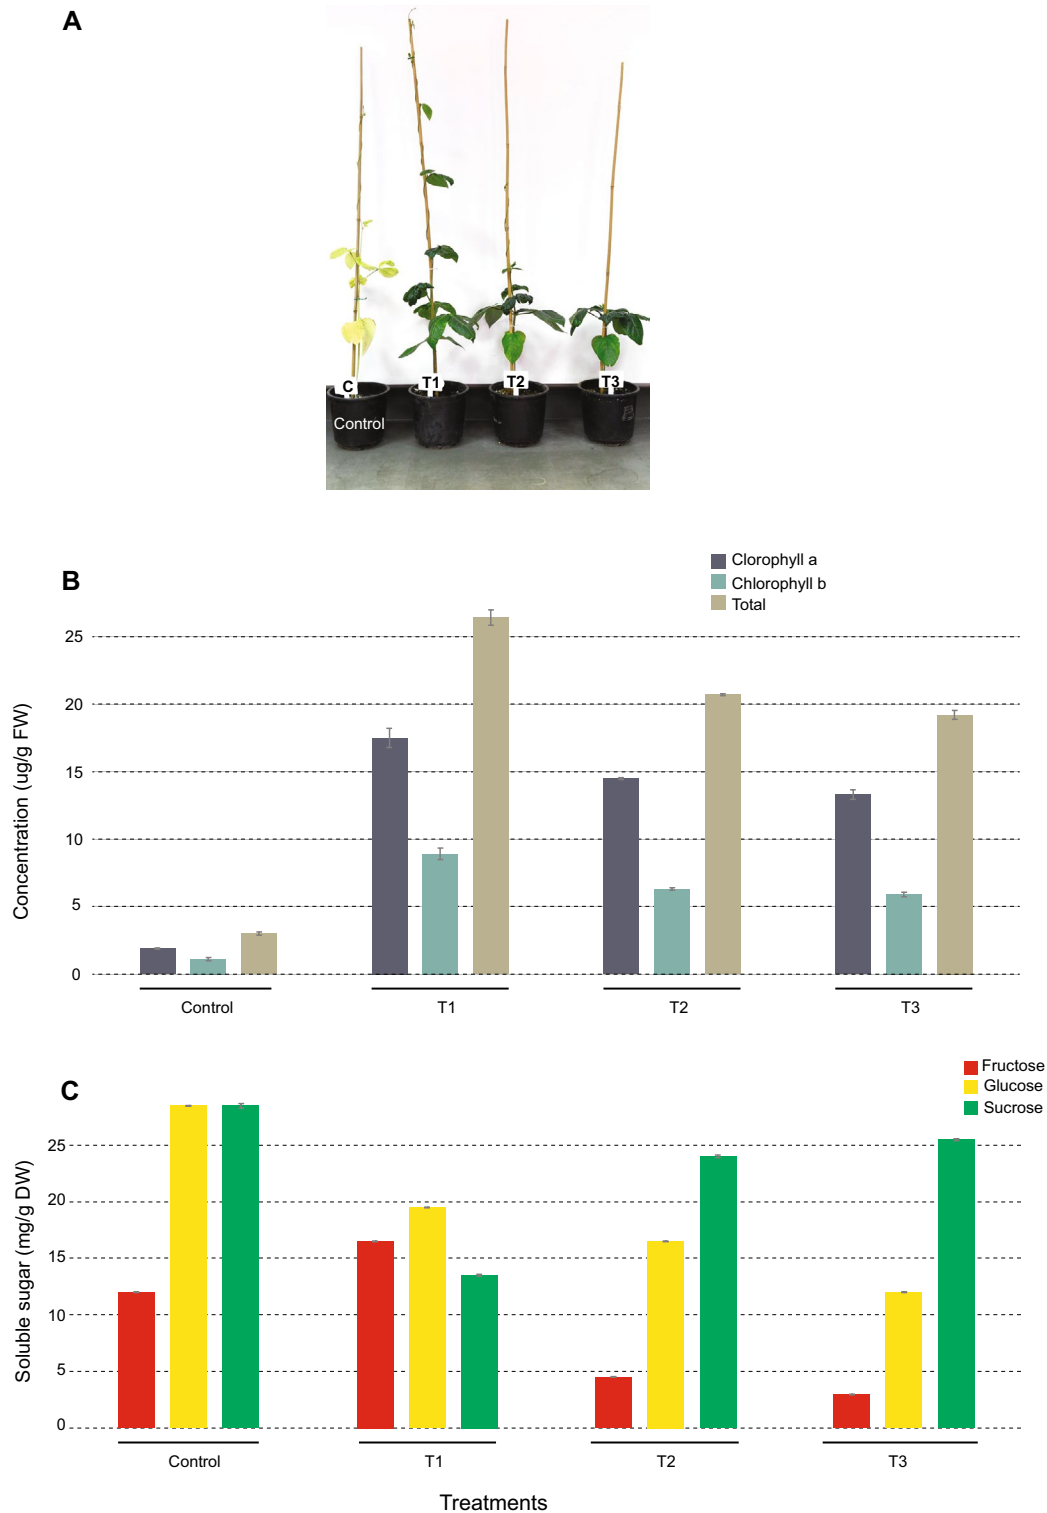 A
C
T1
T2
T3
Control
B
Clorophyll a
Chlorophyll b
Total
Concentration (ug/g FW)
25
20
15
10
5
0
Control
T1
T2
T3
C
Fructose
Glucose
Sucrose
Soluble sugar (mg/g DW)
25
20
15
10
5
0
Control
T1
T2
T3
Treatments